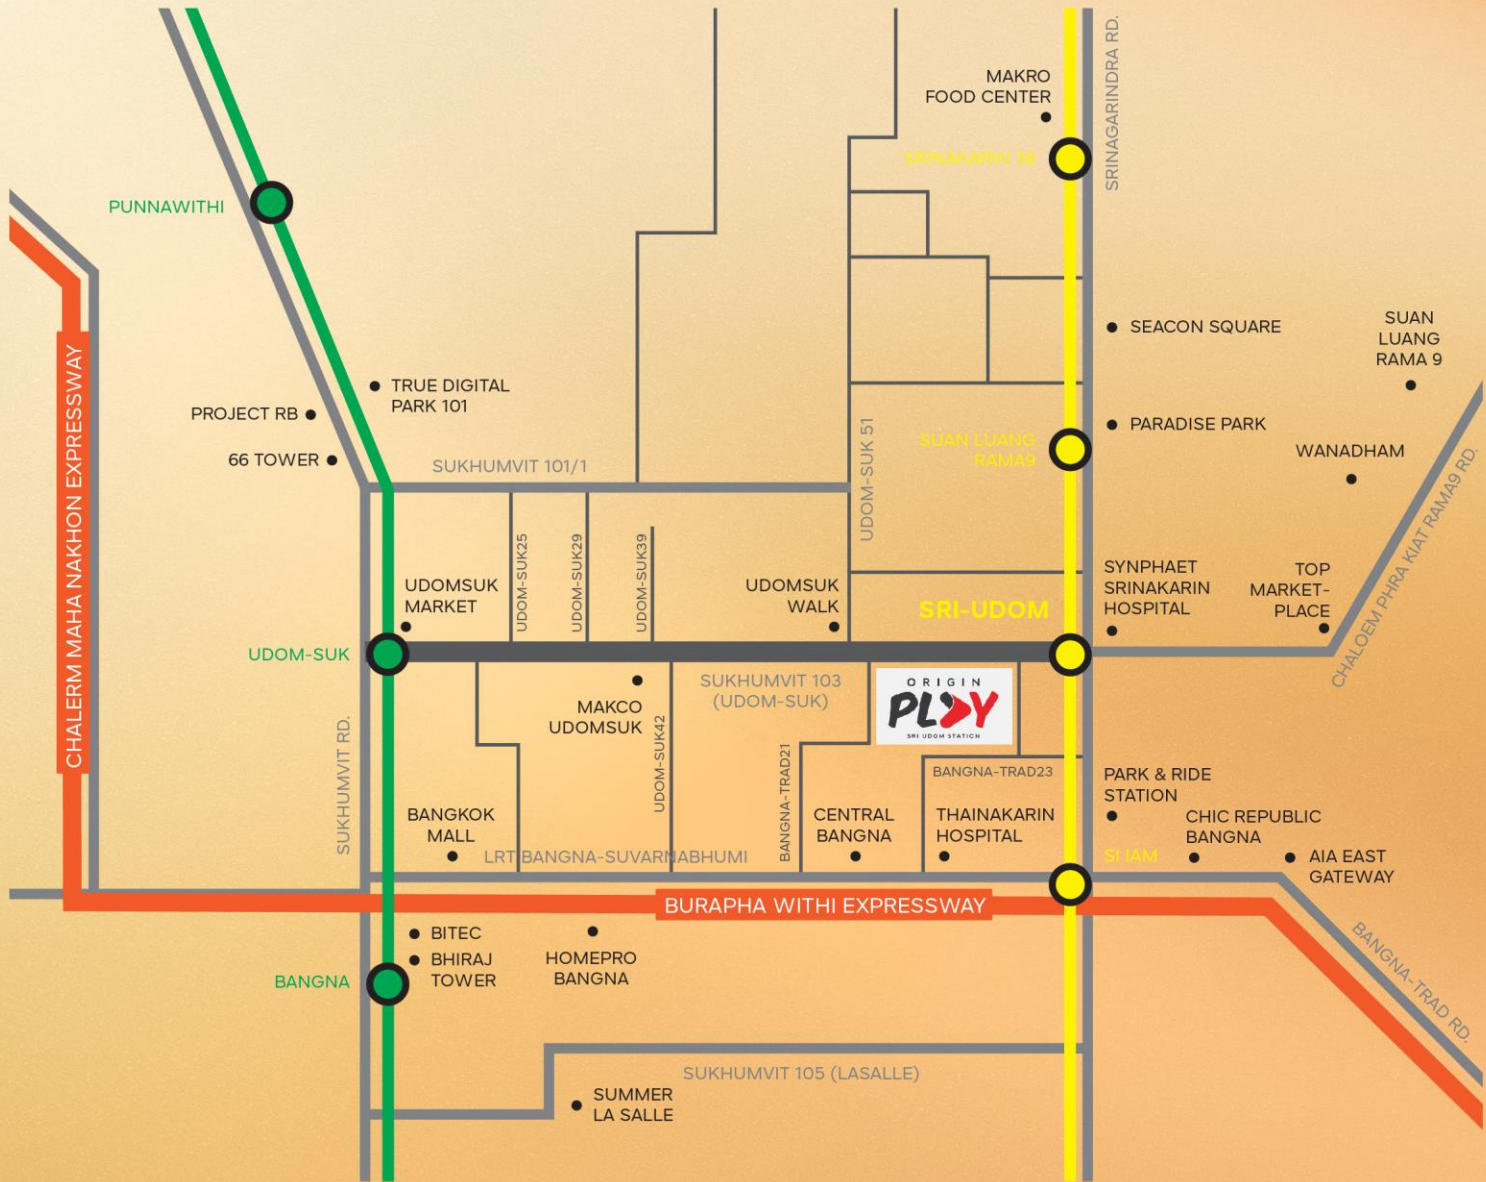 MAKRO
FOOD CENTER
SRINAGARINDRA RD.
SRINAKARIN 38
PUNNAWITHI
SEACON SQUARE
SUAN
LUANG
RAMA 9
CHALERM MAHA NAKHON EXPRESSWAY
TRUE DIGITAL
PARK 101
PROJECT RB
66 TOWER
SUKHUMVIT 101/1
UDOM-SUK 51
SUAN LUANG
RAMA9
PARADISE PARK
WANADHAM
CHALOEM PHRA KIAT RAMA9 RD.
UDOMSUK
MARKET
UDOM-SUK25
UDOM-SUK29
UDOM-SUK39
UDOMSUK
WALK
SRI-UDOM
SYNPHAET
SRINAKARIN
HOSPITAL
TOP
MARKET-
PLACE
UDOM-SUK
SUKHUMVIT 103
(UDOM-SUK)
ORIGIN
PLAY
SRI UDOM STATION
MAKCO
UDOMSUK
UDOM-SUK42
BANGNA-TRAD21
BANGNA-TRAD23
SUKHUMVIT RD.
PARK & RIDE
STATION
BANGKOK
MALL
CENTRAL
BANGNA
THAINAKARIN
HOSPITAL
CHIC REPUBLIC
BANGNA
LRT BANGNA-SUVARNABHUMI
SI IAM
AIA EAST
GATEWAY
BURAPHA WITHI EXPRESSWAY
BITEC
BHIRAJ
TOWER
HOMEPRO
BANGNA
BANGNA-TRAD RD.
BANGNA
SUKHUMVIT 105 (LASALLE)
SUMMER
LA SALLE